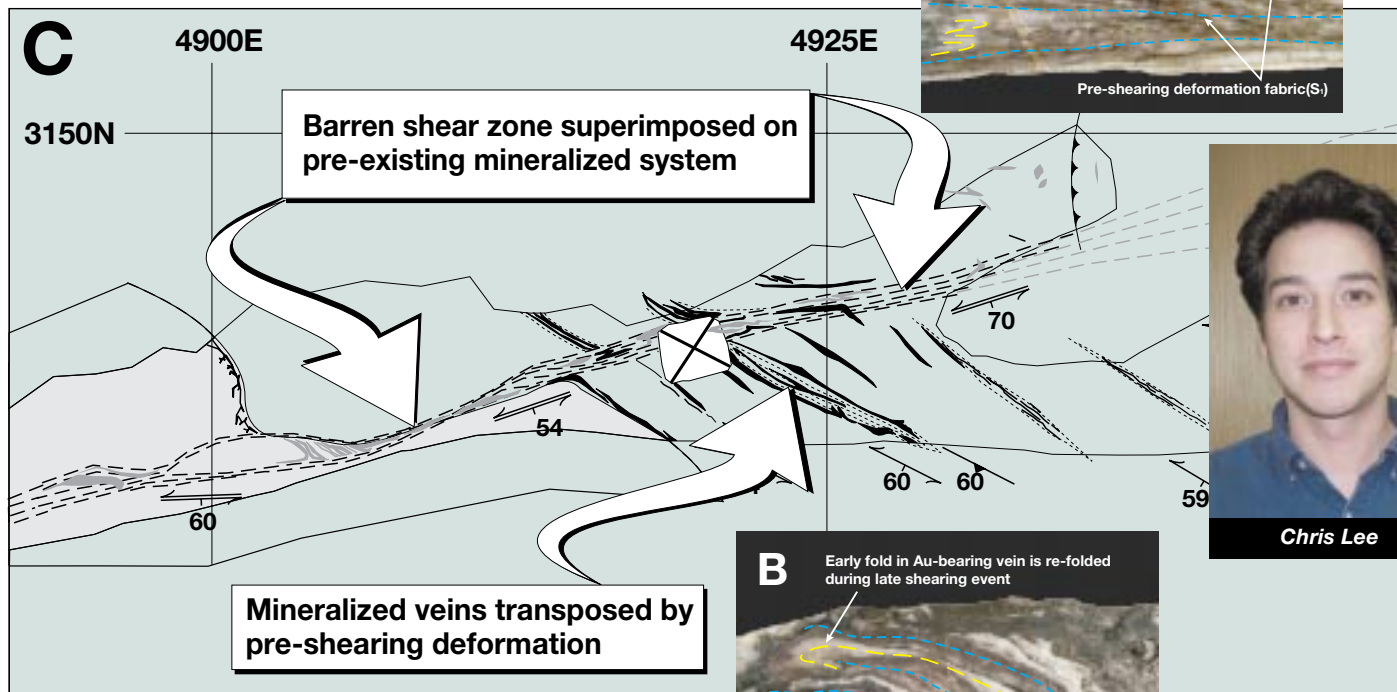 C
4900E
4925E
3150N
Pre-shearing deformation fabric(S₁)
Barren shear zone superimposed on
pre-existing mineralized system
70
54
60
60
60
59
Chris Lee
Mineralized veins transposed by
pre-shearing deformation
B
Early fold in Au-bearing vein is re-folded
during late shearing event